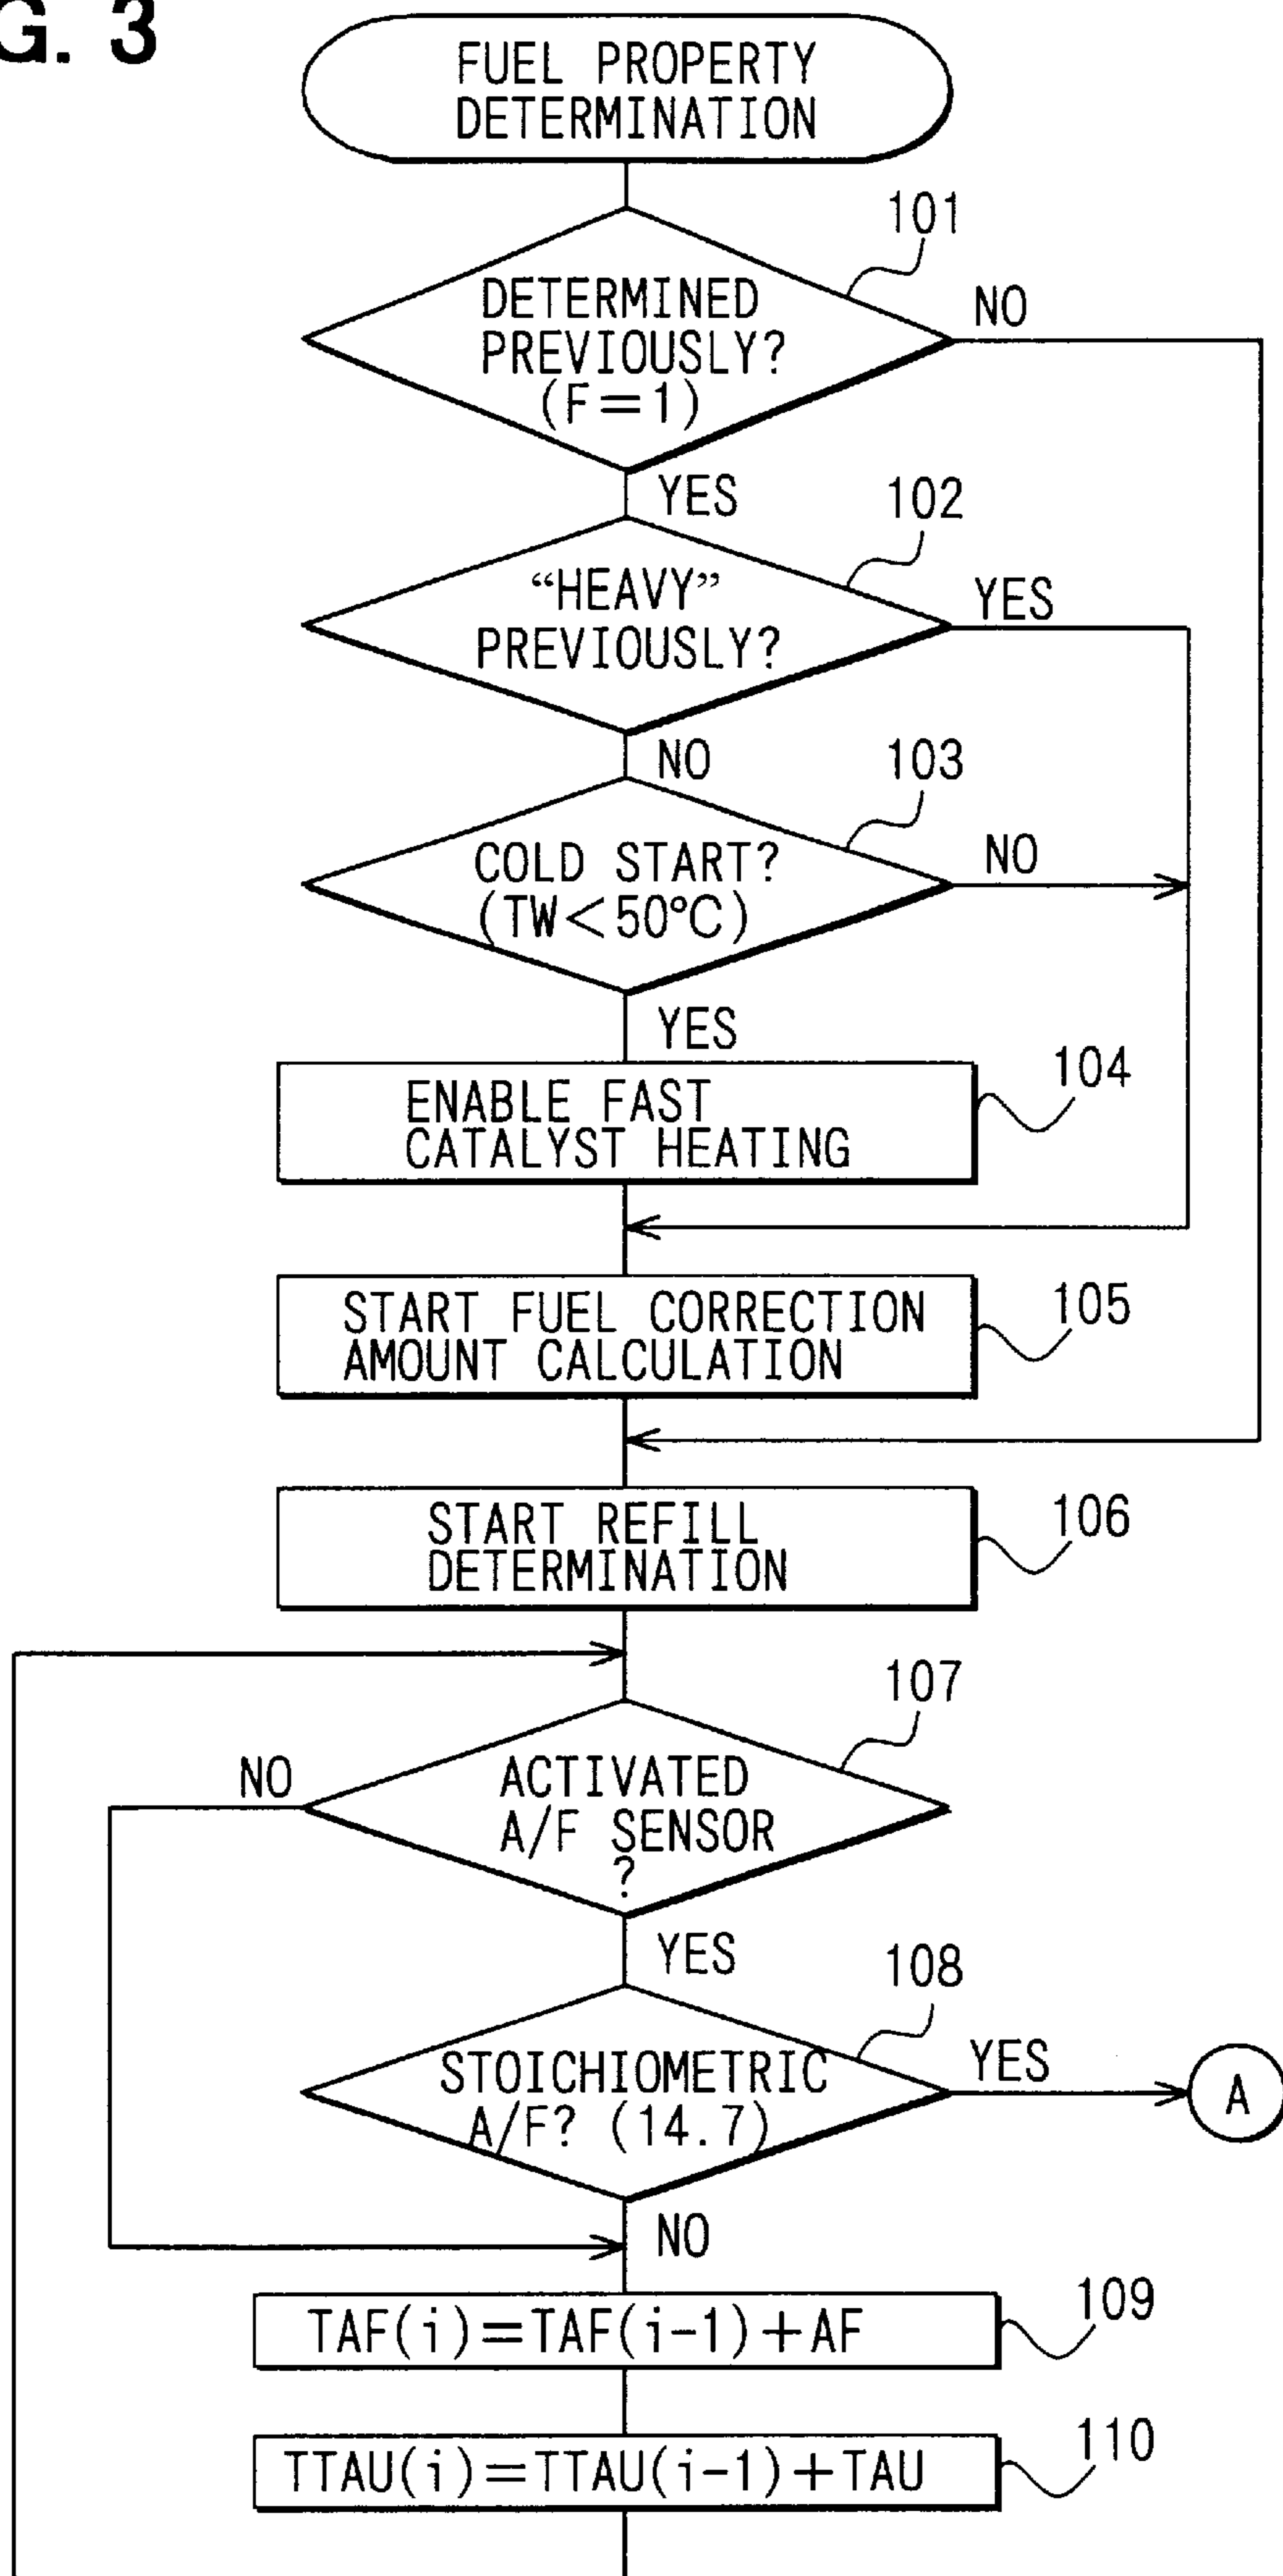 G. 3
FUEL PROPERTY
DETERMINATION
101
DETERMINED
PREVIOUSLY?
(F=1)
NO
YES
102
“HEAVY”
PREVIOUSLY?
YES
NO
103
COLD START?
(TW<50°C)
NO
YES
104
ENABLE FAST
CATALYST HEATING
105
START FUEL CORRECTION
AMOUNT CALCULATION
106
START REFILL
DETERMINATION
107
NO
ACTIVATED
A/F SENSOR
?
YES
108
STOICHIOMETRIC
A/F? (14.7)
YES
A
NO
109
TAF(i)=TAF(i-1)+AF
110
TTAU(i)=TTAU(i-1)+TAU